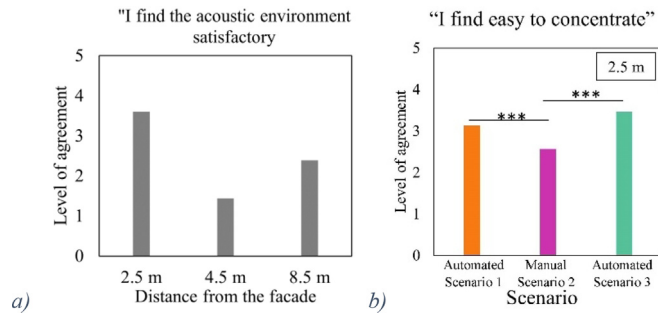 "I find the acoustic environment
satisfactory
5
4
3
2
1
0
Level of agreement
2.5 m 4.5 m 8.5 m
Distance from the facade
a)
“I find easy to concentrate”
5
4
3
2
1
0
Level of agreement
2.5 m
***
***
Automated Manual Automated
Scenario 1 Scenario 2 Scenario 3
Scenario
b)